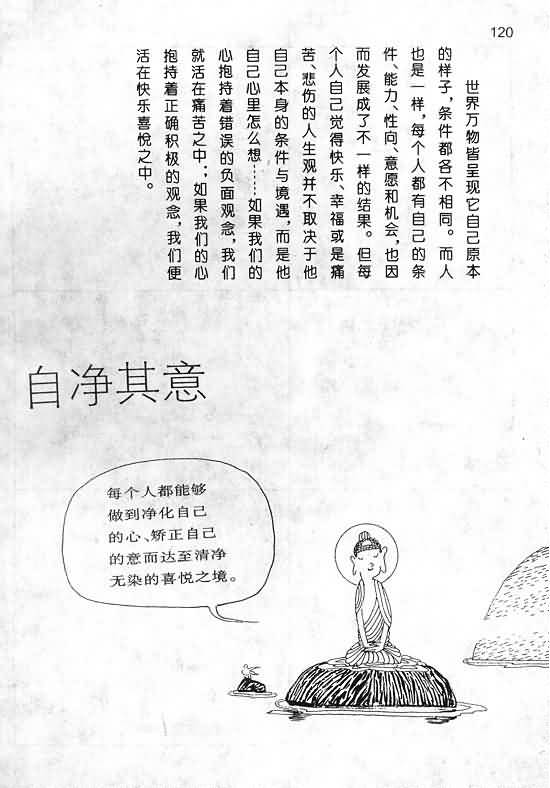 120
世界万物皆呈现它自己原本
的样子，条件都各不相同。而人
也是一样，每个人都有自己的条
件、能力、性向、意愿和机会，也因
而发展成了不一样的结果。但每
个人自己觉得快乐、幸福或是痛
苦、悲伤的人生观并不取决于他
自己本身的条件与境遇，而是他
自己心里怎么想……如果我们的
心抱持着错误的负面观念，我们
就活在痛苦之中；如果我们的心
抱持着正确积极的观念，我们便
活在快乐喜悦之中。
自净其意
每个人都能够
做到净化自己
的心、矫正自己
的意而达至清净
无染的喜悦之境。